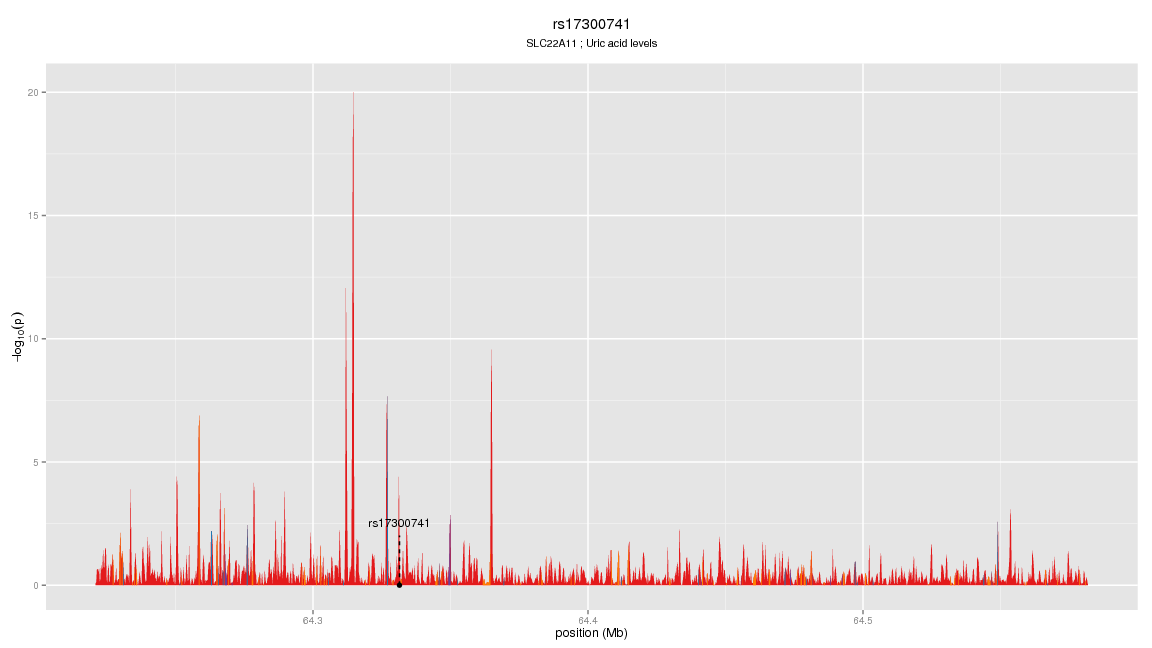 rs17300741
SLC22A11 ; Uric acid levels
20
15
10
5
0
−log10(p)
rs17300741
64.3
64.4
64.5
position (Mb)